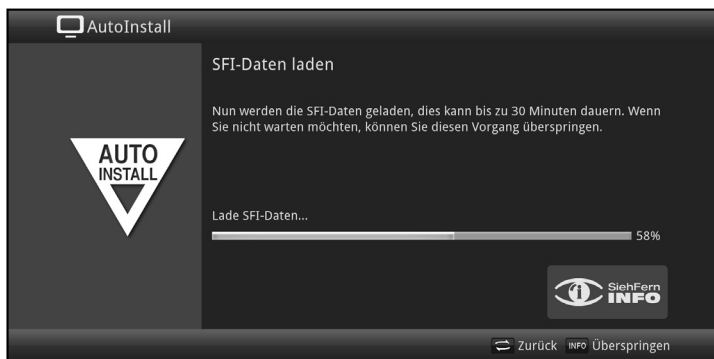 AutoInstall
SFI-Daten laden
Nun werden die SFI-Daten geladen, dies kann bis zu 30 Minuten dauern. Wenn
Sie nicht warten möchten, können Sie diesen Vorgang überspringen.
AUTO
INSTALL
Lade SFI-Daten...
58%
SiehFern
INFO
Zurück INFO Überspringen